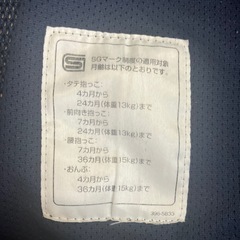 SGマーク制度の適用対象
月齢は以下のとおりです。
・タテ抱っこ
4カ月から
24カ月(体重13kg)まで
・前向き抱っこ
7カ月から
24カ月(体重13kg)まで
・腰抱っこ
7カ月から
36カ月(体重15kg)まで
・おんぶ
4カ月から
36カ月(体重15kg)まで